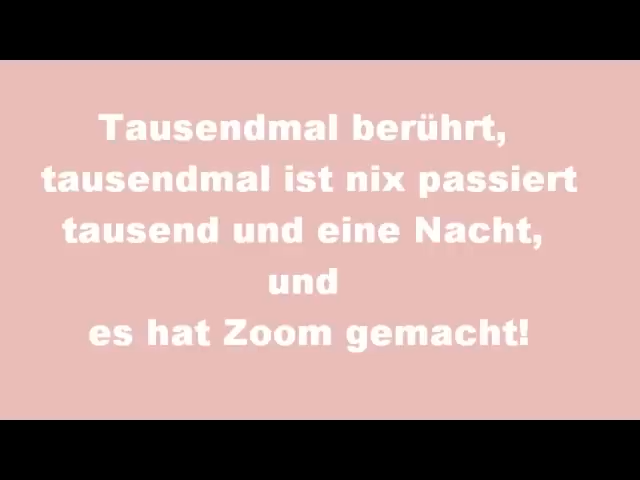 Tausendmal berührt,
tausendmal ist nix passiert
tausend und eine Nacht,
und
es hat Zoom gemacht!